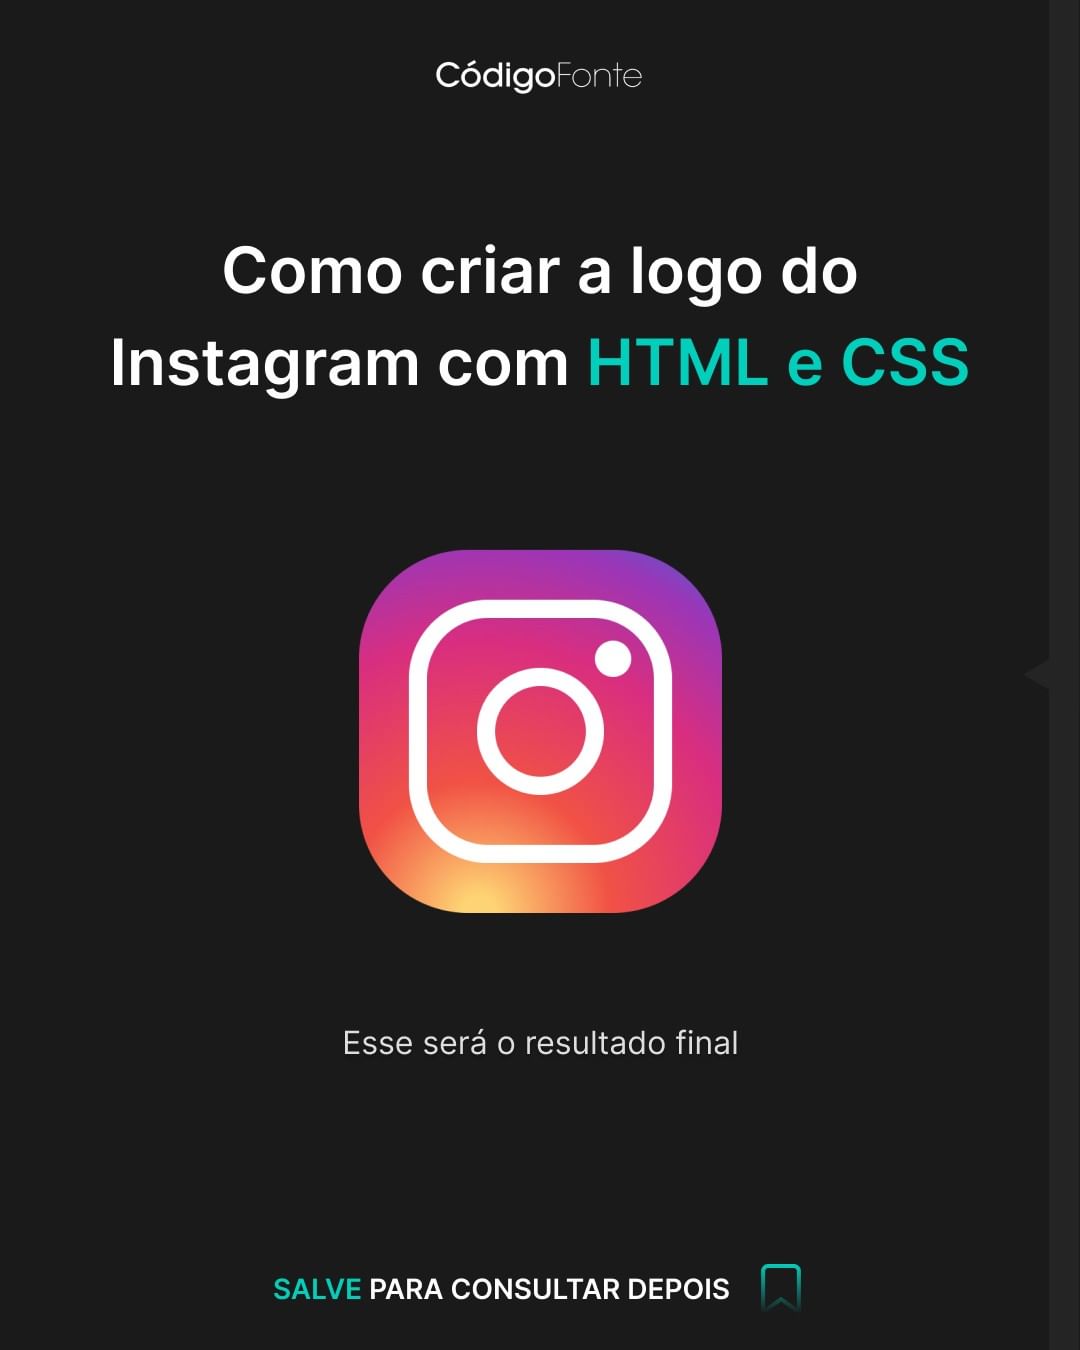 CódigoFonte
Como criar a logo do
Instagram com HTML e CSS
Esse será o resultado final
SALVE PARA CONSULTAR DEPOIS